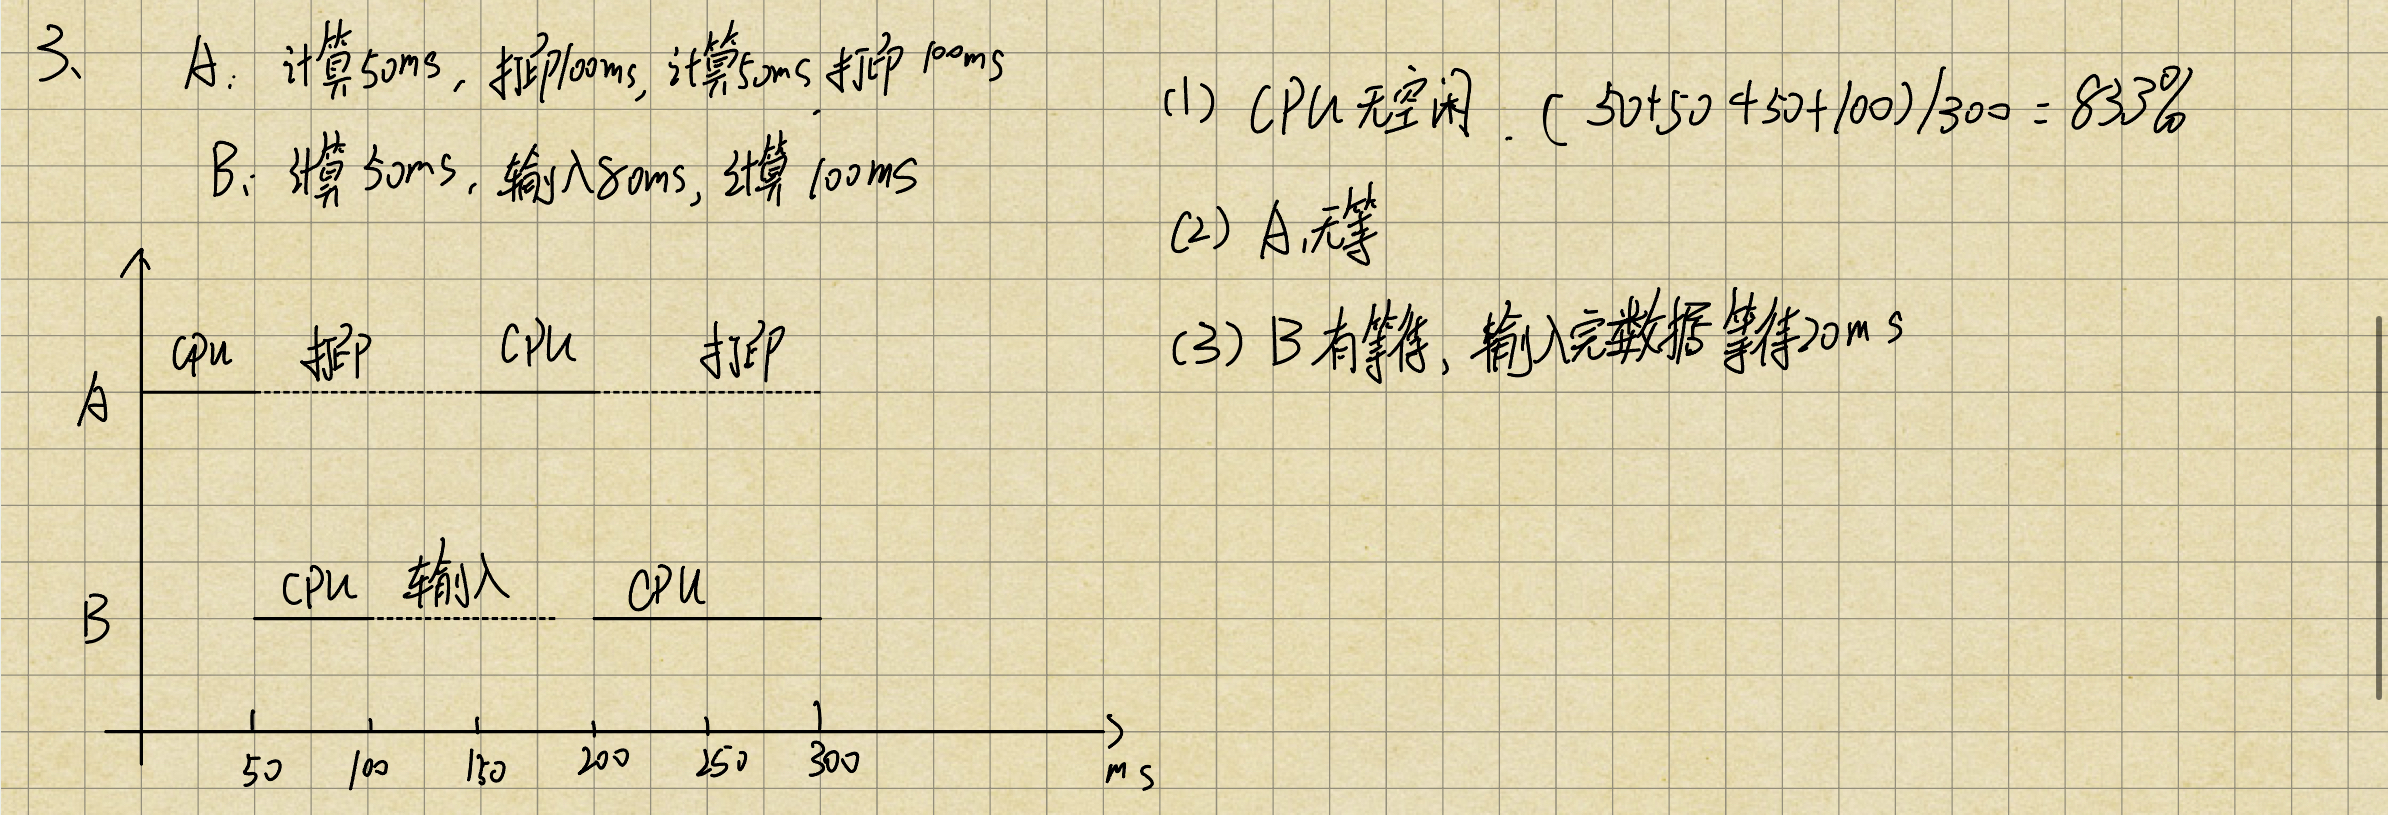 3、 A: 计算50ms, 打印100ms, 计算50ms 打印 100ms
B: 计算 50ms, 输入80ms, 计算 100ms
(1) CPU 无空闲. ( 50+50+50+100)/300 = 83.3%
(2) A,无等
(3) B 有等待, 输入完数据等待20ms
CPU 打印 CPU 打印
A
CPU 输入 CPU
B
50 100 150 200 250 300 ms